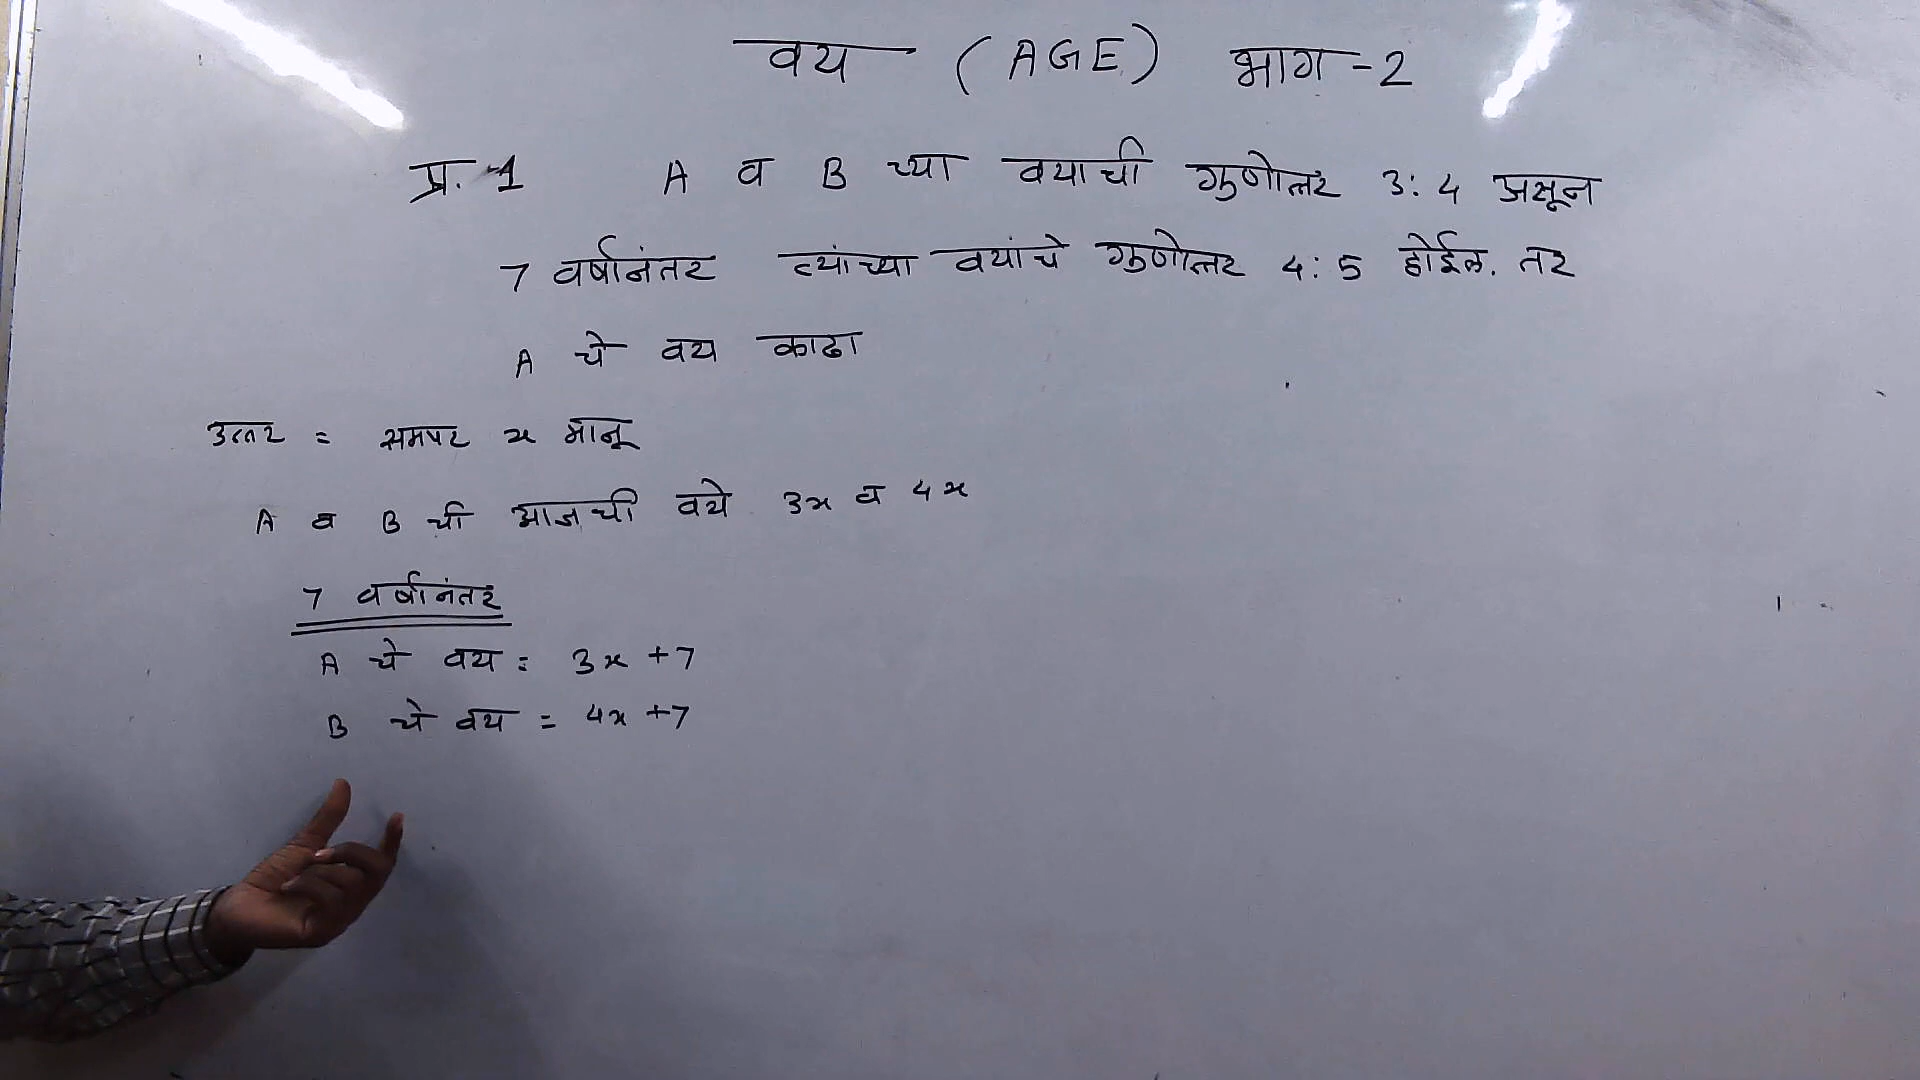 वय (AGE) भाग-2
प्र. 1 A व B च्या वयाची गुणोत्तर 3:4 असून
7 वर्षानंतर त्यांच्या वयांचे गुणोत्तर 4:5 होईल. तर
A चे वय काढा
उत्तर = समपट x मानू
A व B ची आजची वये 3x व 4x
7 वर्षानंतर
A चे वय = 3x +7
B चे वय = 4x +7